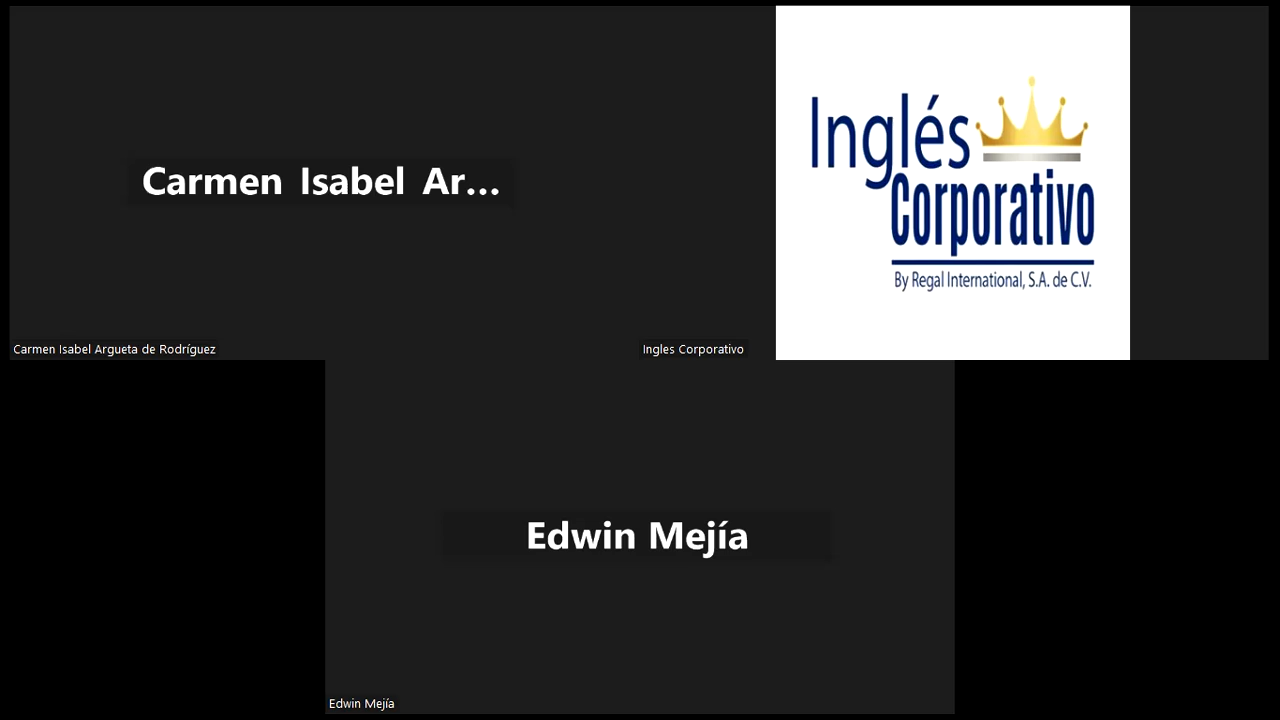 Carmen Isabel Ar...
Carmen Isabel Argueta de Rodríguez
Inglés
Corporativo
By Regal International, S.A. de C.V.
Ingles Corporativo
Edwin Mejía
Edwin Mejía